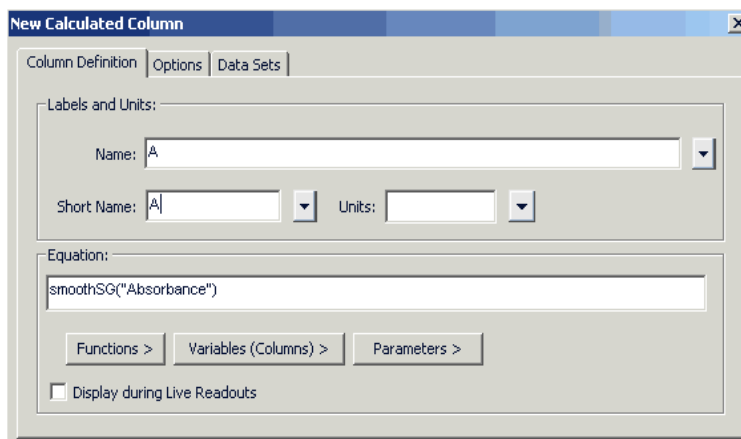 New Calculated Column
Column Definition Options Data Sets
Labels and Units:
Name: A
Short Name: A Units:
Equation:
smoothSG("Absorbance")
Functions > Variables (Columns) > Parameters >
Display during Live Readouts